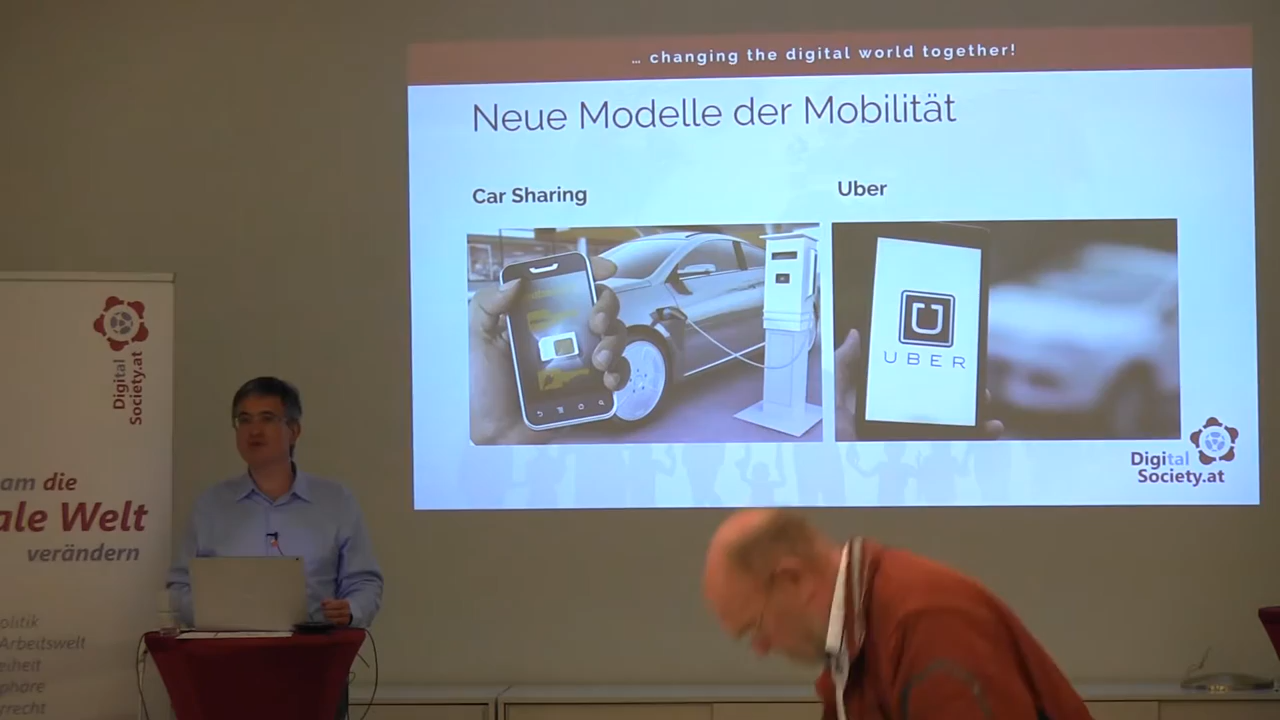 ... changing the digital world together!
Neue Modelle der Mobilität
Car Sharing
Uber
UBER
Digital
Society.at
Digital
Society.at
am die
ale Welt
verändern
olitik
Arbeitswelt
eiheit
phäre
rrecht